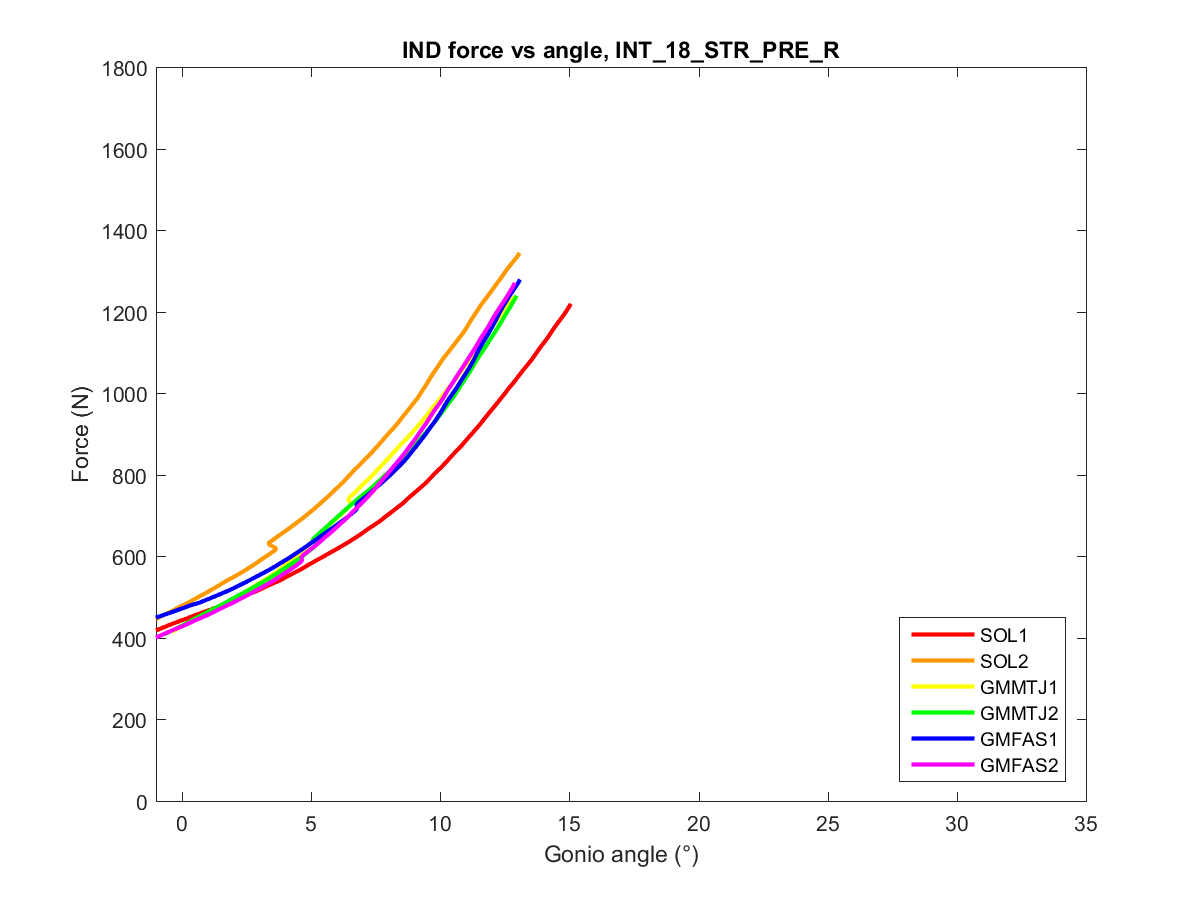 IND force vs angle, INT_18_STR_PRE_R
1800
1600
1400
1200
1000
800
600
400
200
0
Force (N)
0 5 10 15 20 25 30 35
Gonio angle (°)
SOL1
SOL2
GMMTJ1
GMMTJ2
GMFAS1
GMFAS2